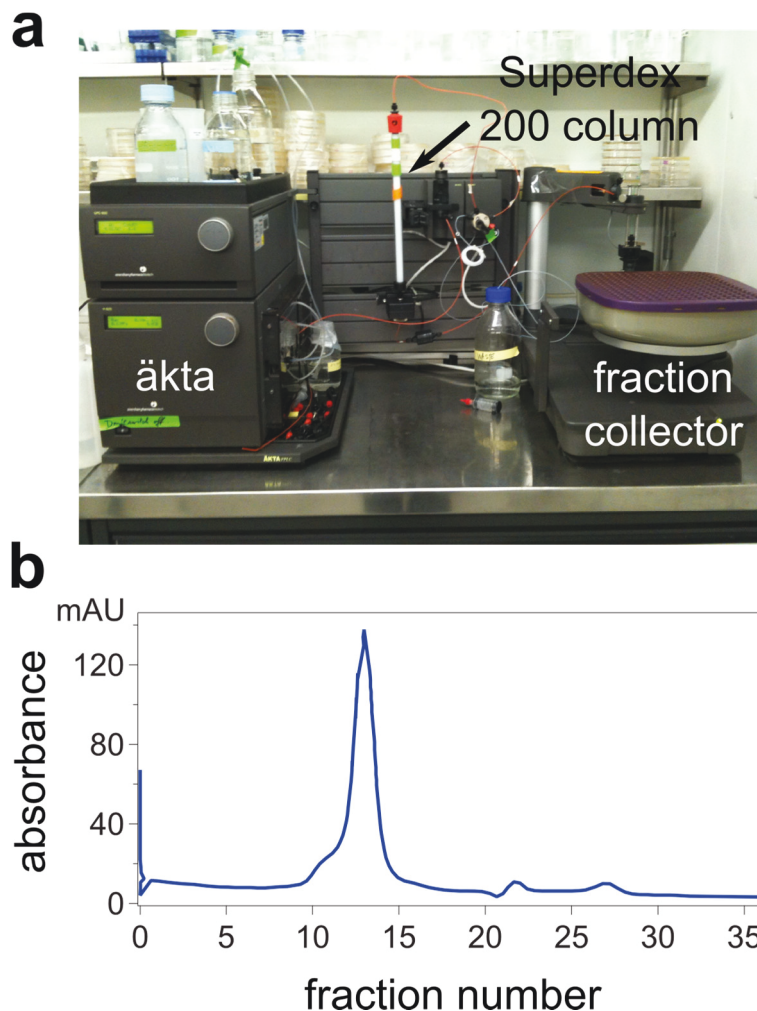 a
Superdex
200 column
äkta
fraction
collector
ÄKTA
b
mAU
120
80
40
0
absorbance
0 5 10 15 20 25 30 35
fraction number